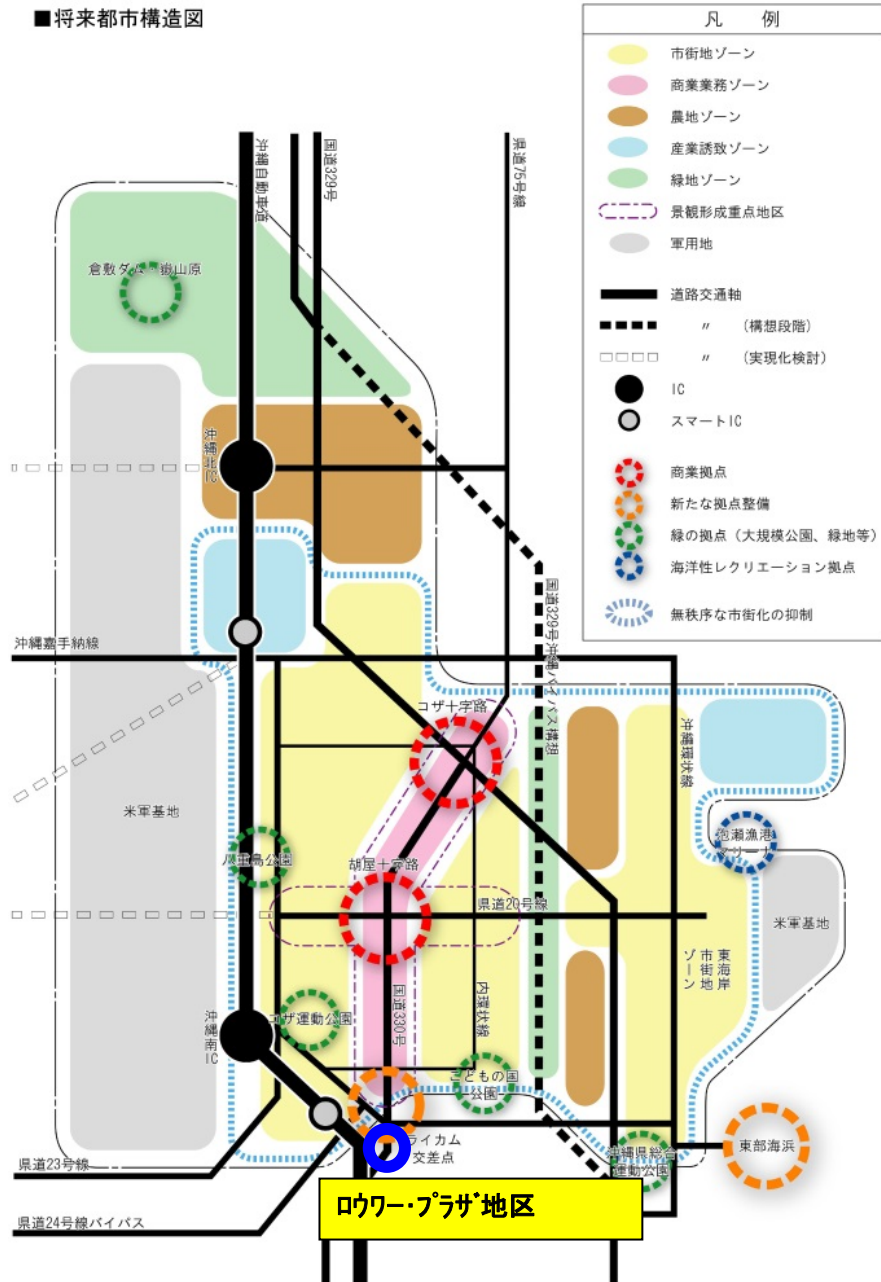 ■将来都市構造図
凡 例
市街地ゾーン
商業業務ゾーン
農地ゾーン
産業誘致ゾーン
緑地ゾーン
景観形成重点地区
軍用地
道路交通軸
〃 (構想段階)
〃 (実現化検討)
IC
スマートIC
商業拠点
新たな拠点整備
緑の拠点（大規模公園、緑地等）
海洋性レクリエーション拠点
無秩序な市街化の抑制
沖縄自動車道
国道329号
県道75号線
倉敷ダム・嶽山原
沖縄北IC
国道329号沖縄バイパス構想
沖縄嘉手納線
コザ十字路
沖縄環状線
米軍基地
八重島公園
泡瀬漁港
マリーナ
胡屋十字路
県道20号線
米軍基地
東海岸
市街地
ゾーン
国道330号
内環状線
コザ運動公園
沖縄南IC
こどもの国
公園
ライカム
交差点
沖縄県総合
運動公園
東部海浜
県道23号線
県道24号線バイパス
ロウワー・プラザ地区